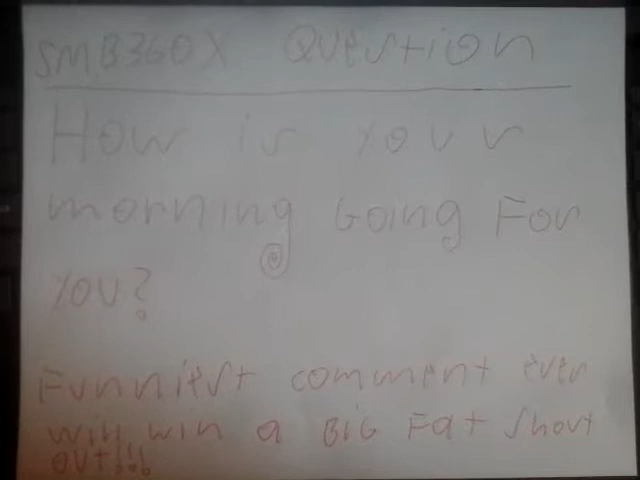 SMB360X Question
How is your
morning Going For
you?
Funniest comment ever
will win a BIG Fat Shout
out!!!